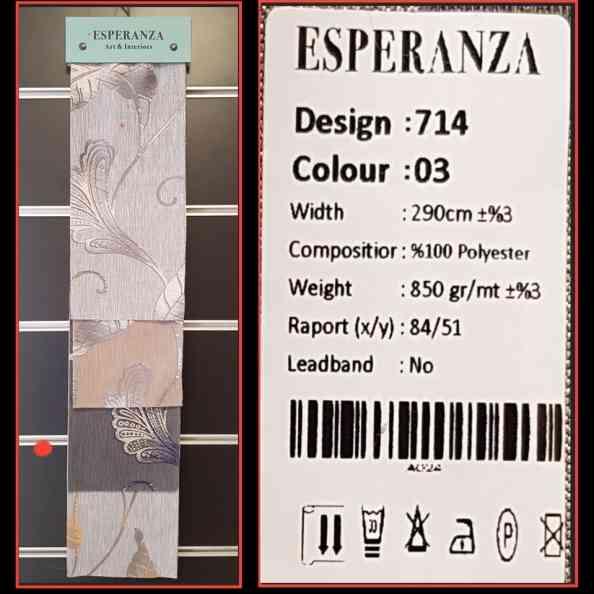 ESPERANZA
Art & Interiors
ESPERANZA
Design :714
Colour :03
Width : 290cm ±%3
Compositior : %100 Polyester
Weight : 850 gr/mt ±%3
Raport (x/y) : 84/51
Leadband : No
P